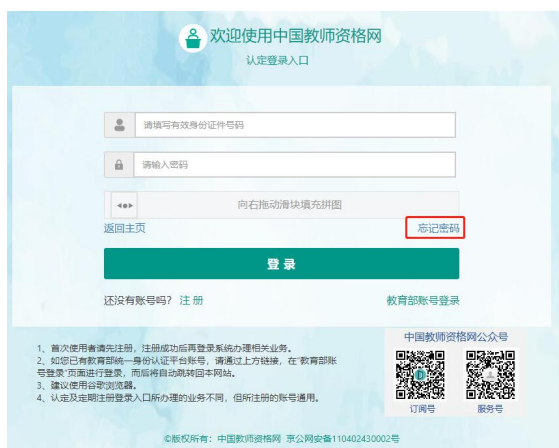 欢迎使用中国教师资格网
认定登录入口
请填写有效身份证件号码
请输入密码
向右拖动滑块填充拼图
返回主页 忘记密码
登 录
还没有账号吗? 注 册 教育部账号登录
1、首次使用者请先注册,注册成功后再登录系统办理相关业务。
2、如您已有教育部统一身份认证平台账号,请通过上方链接,在"教育部账
号登录"页面进行登录,而后将自动跳转回本网站。
3、建议使用谷歌浏览器。
4、认定及定期注册登录入口所办理的业务不同,但所注册的账号通用。
中国教师资格网公众号
订阅号 服务号
©版权所有:中国教师资格网 京公网安备110402430002号